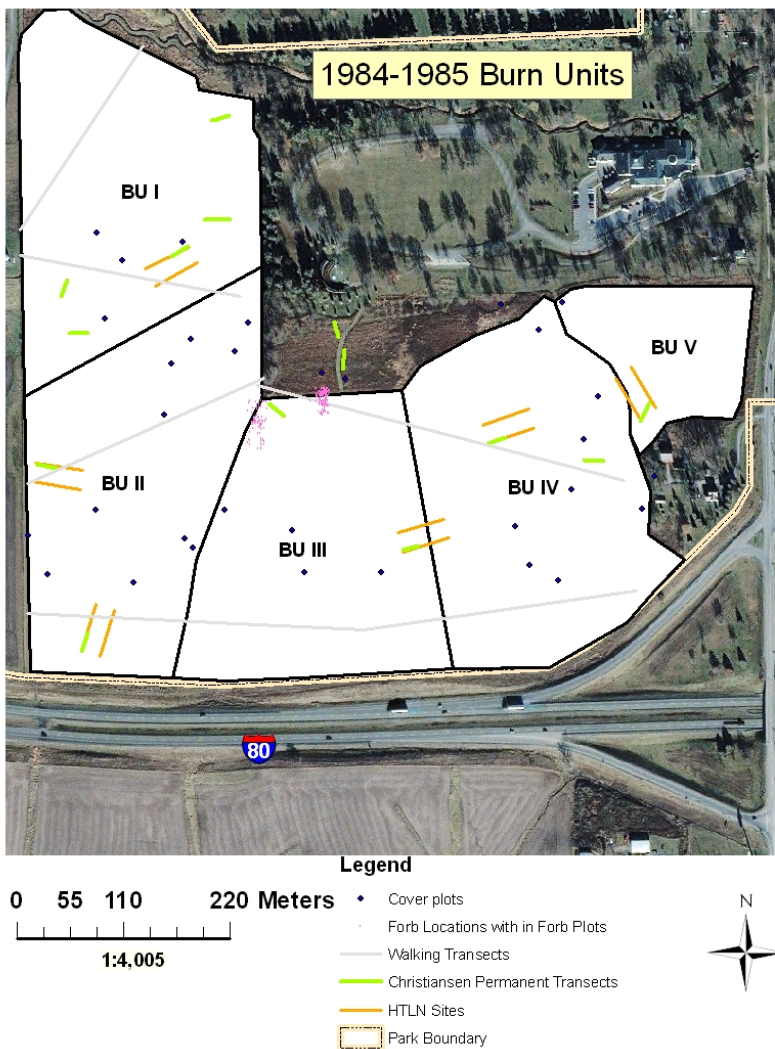 1984-1985 Burn Units
BU I
BU V
BU II
BU IV
BU III
80
Legend
0 55 110 220 Meters
1:4,005
Cover plots
Forb Locations with in Forb Plots
Walking Transects
Christiansen Permanent Transects
HTLN Sites
Park Boundary
N